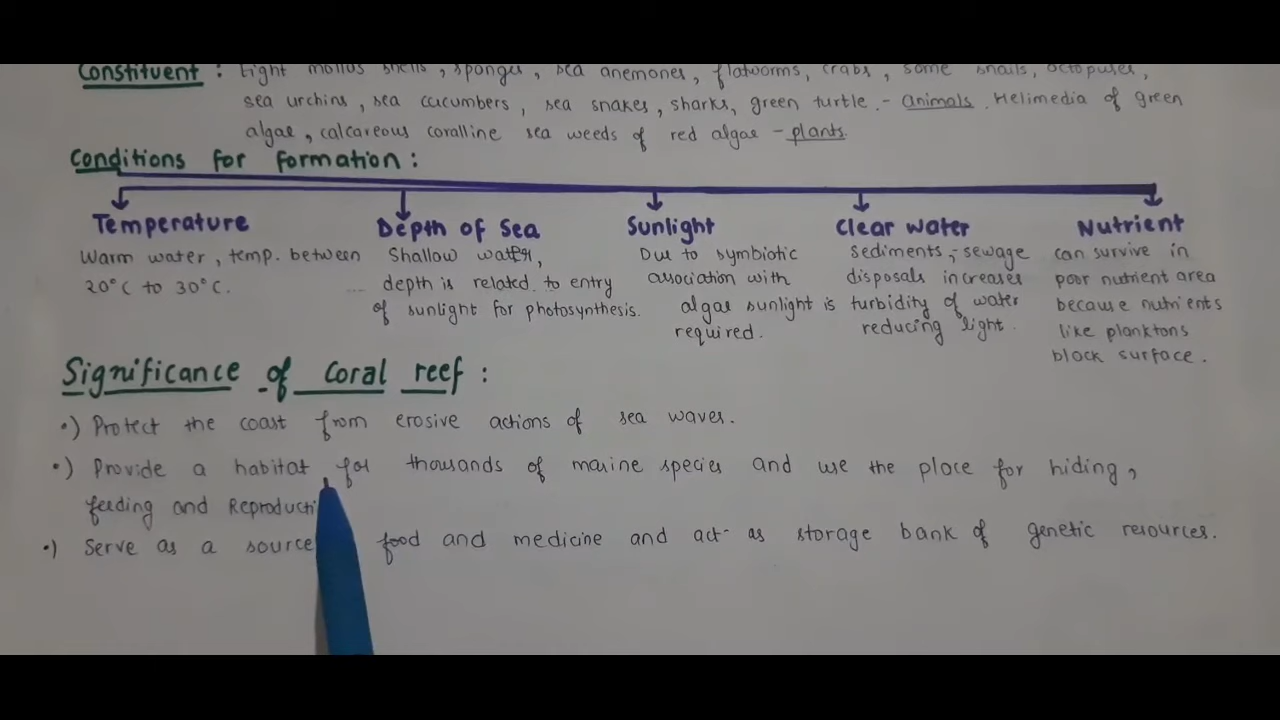 Constituent : Light mollus shells, sponges, sea anemones, flatworms, crabs, some snails, octopuses,
sea urchins, sea cucumbers, sea snakes, sharks, green turtle. - animals. Helimedia of green
algae, calcareous coralline sea weeds of red algae - plants.
Conditions for formation :
Temperature Depth of Sea Sunlight Clear water Nutrient
Warm water, temp. between
20°C to 30°C.
Shallow water,
depth is related to entry
of sunlight for photosynthesis.
Due to symbiotic
association with
algae sunlight is
required.
sediments, sewage
disposals increases
turbidity of water
reducing light.
can survive in
poor nutrient area
because nutrients
like planktons
block surface.
Significance of coral reef :
•) Protect the coast from erosive actions of sea waves.
•) Provide a habitat for thousands of marine species and use the place for hiding,
feeding and Reproducti
•) Serve as a source food and medicine and act as storage bank of genetic resources.